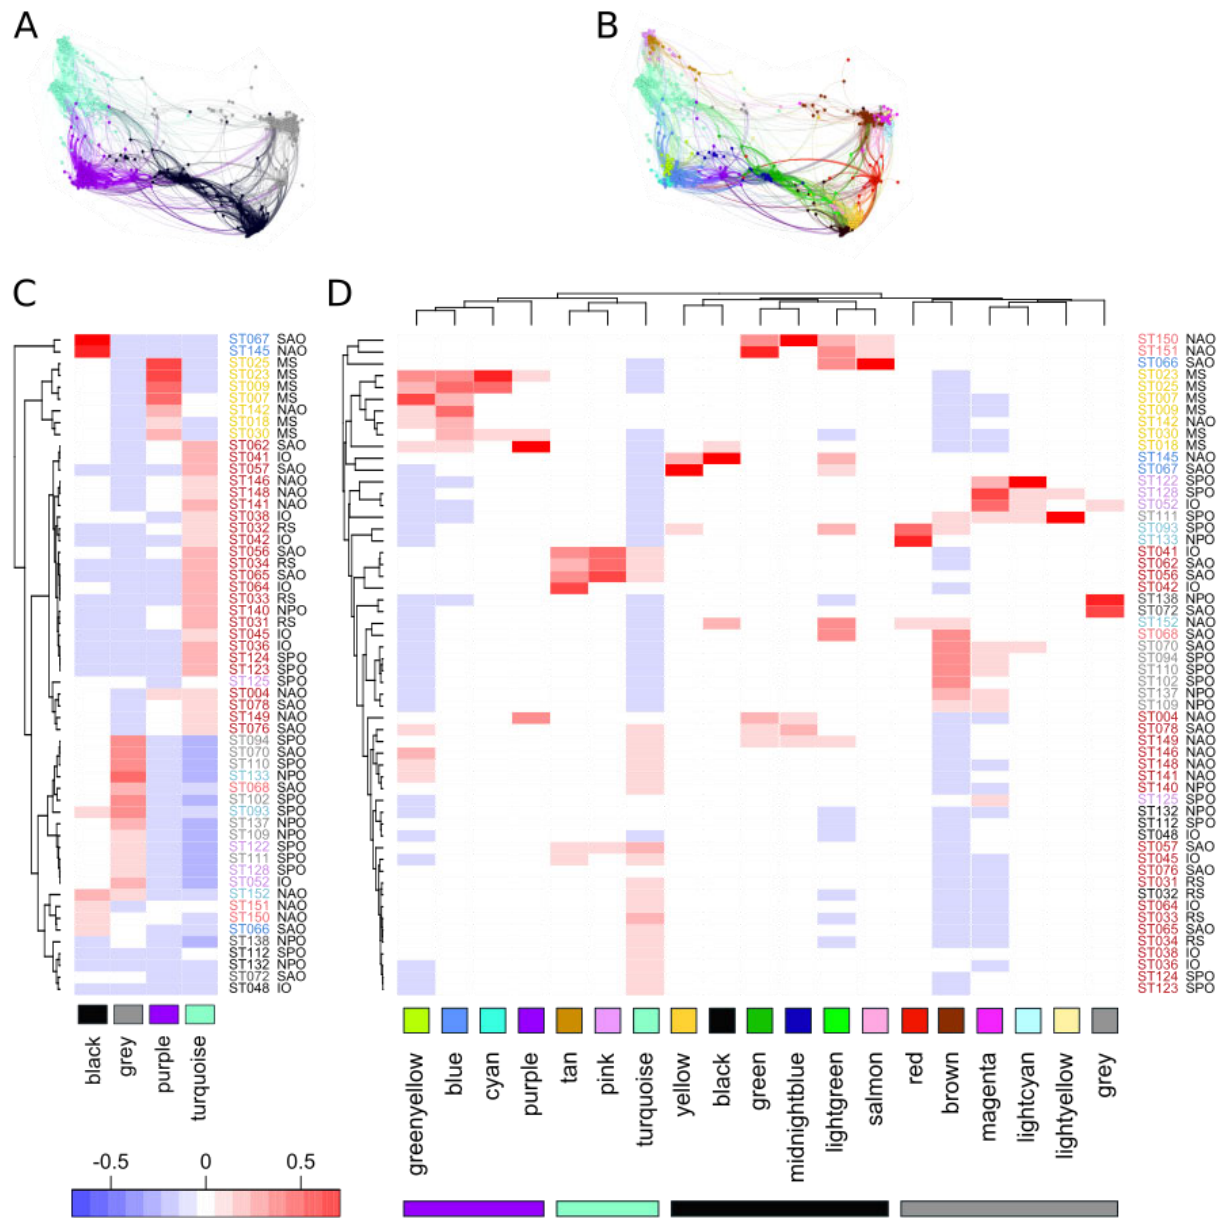 A
B
C
D
ST067 SAO
ST145 NAO
ST025 MS
ST023 MS
ST009 MS
ST007 MS
ST142 NAO
ST018 MS
ST030 MS
ST062 SAO
ST041 IO
ST057 SAO
ST146 NAO
ST148 NAO
ST141 NAO
ST038 IO
ST032 RS
ST042 IO
ST056 SAO
ST034 RS
ST065 SAO
ST064 IO
ST033 RS
ST140 NPO
ST031 RS
ST045 IO
ST036 IO
ST124 SPO
ST123 SPO
ST125 SPO
ST004 NAO
ST078 SAO
ST149 NAO
ST076 SAO
ST094 SPO
ST070 SAO
ST110 SPO
ST133 NPO
ST068 SAO
ST102 SPO
ST093 SPO
ST137 NPO
ST109 NPO
ST122 SPO
ST111 SPO
ST128 SPO
ST052 IO
ST152 NAO
ST151 NAO
ST150 NAO
ST066 SAO
ST138 NPO
ST112 SPO
ST132 NPO
ST072 SAO
ST048 IO
black
grey
purple
turquoise
-0.5 0 0.5
ST150 NAO
ST151 NAO
ST066 SAO
ST023 MS
ST025 MS
ST007 MS
ST009 MS
ST142 NAO
ST030 MS
ST018 MS
ST145 NAO
ST067 SAO
ST122 SPO
ST128 SPO
ST052 IO
ST111 SPO
ST093 SPO
ST133 NPO
ST041 IO
ST062 SAO
ST056 SAO
ST042 IO
ST138 NPO
ST072 SAO
ST152 NAO
ST068 SAO
ST070 SAO
ST094 SPO
ST110 SPO
ST102 SPO
ST137 NPO
ST109 NPO
ST004 NAO
ST078 SAO
ST149 NAO
ST146 NAO
ST148 NAO
ST141 NAO
ST140 NPO
ST125 SPO
ST132 NPO
ST112 SPO
ST048 IO
ST057 SAO
ST045 IO
ST076 SAO
ST031 RS
ST032 RS
ST064 IO
ST033 RS
ST065 SAO
ST034 RS
ST038 IO
ST036 IO
ST124 SPO
ST123 SPO
greenyellow
blue
cyan
purple
tan
pink
turquoise
yellow
black
green
midnightblue
lightgreen
salmon
red
brown
magenta
lightcyan
lightyellow
grey